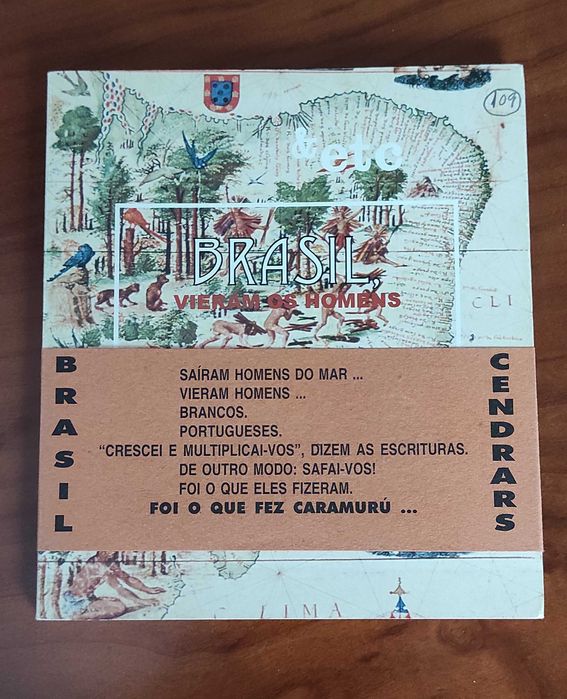 109
& etc
BRASIL,
VIERAM OS HOMENS
CLI
BRASIL
SAÍRAM HOMENS DO MAR ...
VIERAM HOMENS ...
BRANCOS.
PORTUGUESES.
“CRESCEI E MULTIPLICAI-VOS”, DIZEM AS ESCRITURAS.
DE OUTRO MODO: SAFAI-VOS!
FOI O QUE ELES FIZERAM.
FOI O QUE FEZ CARAMURÚ ...
CENDRARS
C LIMA